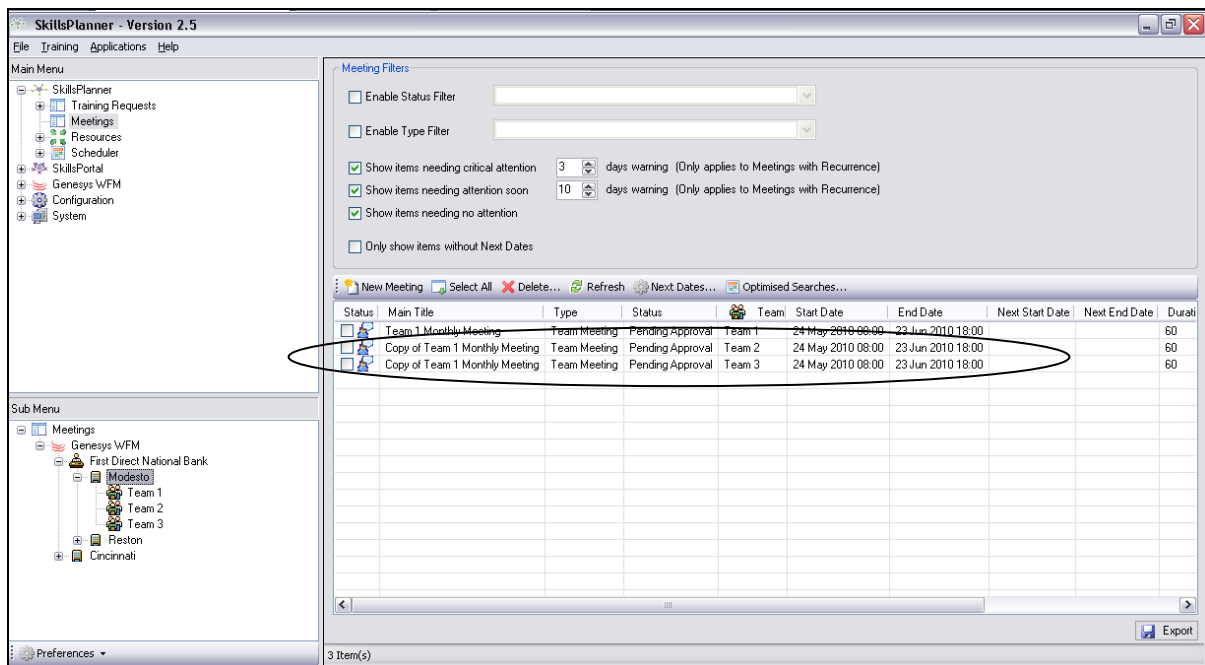 SkillsPlanner - Version 2.5
File Training Applications Help
Main Menu
SkillsPlanner
Training Requests
Meetings
Resources
Scheduler
SkillsPortal
Genesys WFM
Configuration
System
Meeting Filters
Enable Status Filter
Enable Type Filter
Show items needing critical attention 3 days warning (Only applies to Meetings with Recurrence)
Show items needing attention soon 10 days warning (Only applies to Meetings with Recurrence)
Show items needing no attention
Only show items without Next Dates
New Meeting Select All Delete... Refresh Next Dates... Optimised Searches...
Status Main Title Type Status Team Start Date End Date Next Start Date Next End Date Durati
Team 1 Monthly Meeting Team Meeting Pending Approval Team 1 24 May 2010 08:00 23 Jun 2010 18:00 60
Copy of Team 1 Monthly Meeting Team Meeting Pending Approval Team 2 24 May 2010 08:00 23 Jun 2010 18:00 60
Copy of Team 1 Monthly Meeting Team Meeting Pending Approval Team 3 24 May 2010 08:00 23 Jun 2010 18:00 60
Sub Menu
Meetings
Genesys WFM
First Direct National Bank
Modesto
Team 1
Team 2
Team 3
Reston
Cincinnati
Export
Preferences
3 Item(s)